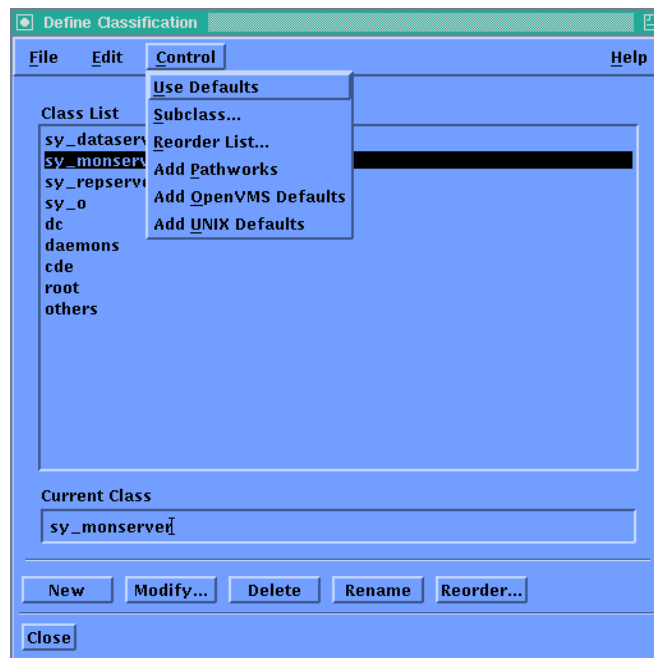 Define Classification
File Edit Control Help
Use Defaults
Class List
Subclass...
sy_dataserv
Reorder List...
sy_monserv
Add Pathworks
sy_repserv
Add OpenVMS Defaults
sy_o
Add UNIX Defaults
dc
daemons
cde
root
others
Current Class
sy_monserver
New Modify... Delete Rename Reorder...
Close